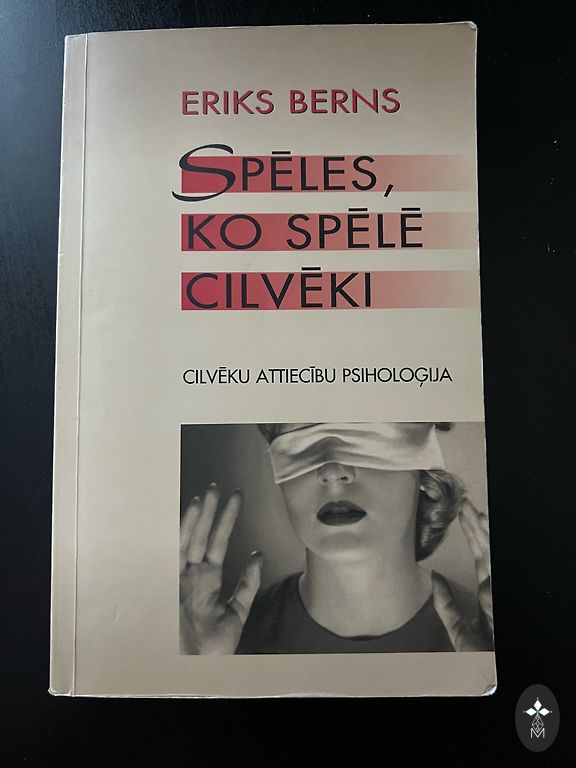 ERIKS BERNS
SPĒLES,
KO SPĒLĒ
CILVĒKI
CILVĒKU ATTIECĪBU PSIHOLOĢIJA
M